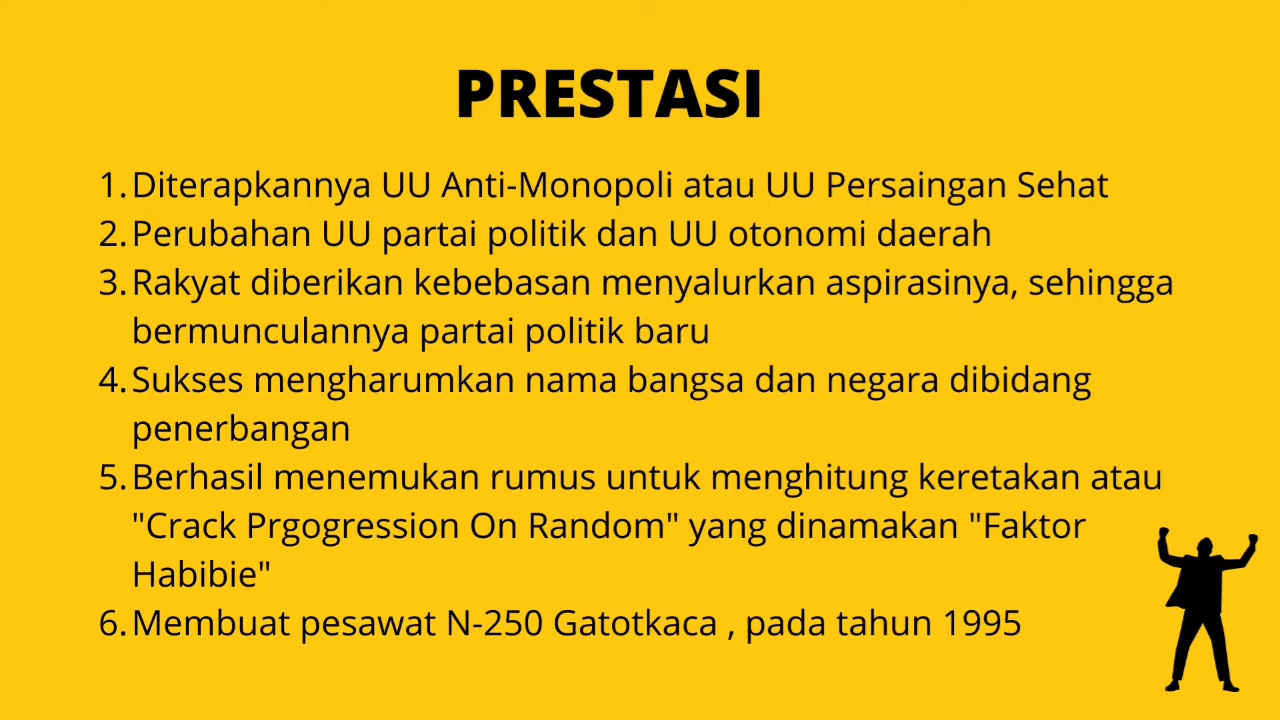 PRESTASI
1. Diterapkannya UU Anti-Monopoli atau UU Persaingan Sehat
2. Perubahan UU partai politik dan UU otonomi daerah
3. Rakyat diberikan kebebasan menyalurkan aspirasinya, sehingga
bermunculannya partai politik baru
4. Sukses mengharumkan nama bangsa dan negara dibidang
penerbangan
5. Berhasil menemukan rumus untuk menghitung keretakan atau
"Crack Prgogression On Random" yang dinamakan "Faktor
Habibie"
6. Membuat pesawat N-250 Gatotkaca , pada tahun 1995